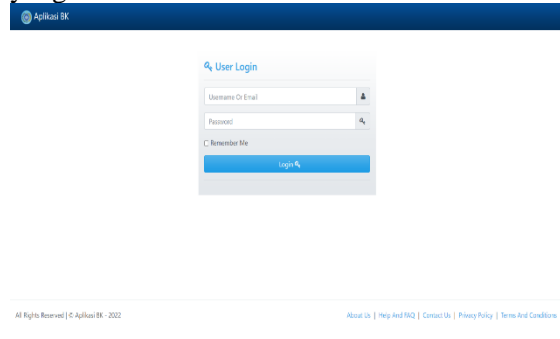 Aplikasi BK
User Login
Username Or Email
Password
Remember Me
Login
All Rights Reserved | © Aplikasi BK - 2022
About Us | Help And FAQ | Contact Us | Privacy Policy | Terms And Conditions